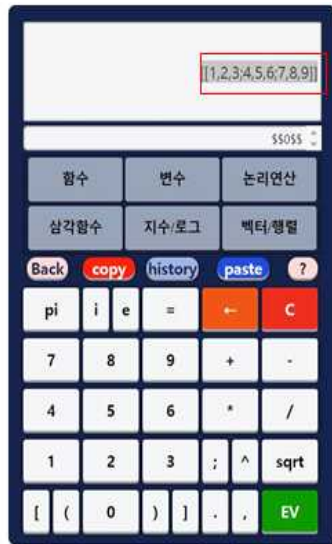 [[1,2,3;4,5,6;7,8,9]]
$$0$$
함수 변수 논리연산
삼각함수 지수/로그 벡터/행렬
Back copy history paste ?
pi i e = ← C
7 8 9 + -
4 5 6 * /
1 2 3 ; ^ sqrt
[ ( 0 ) ] . , EV